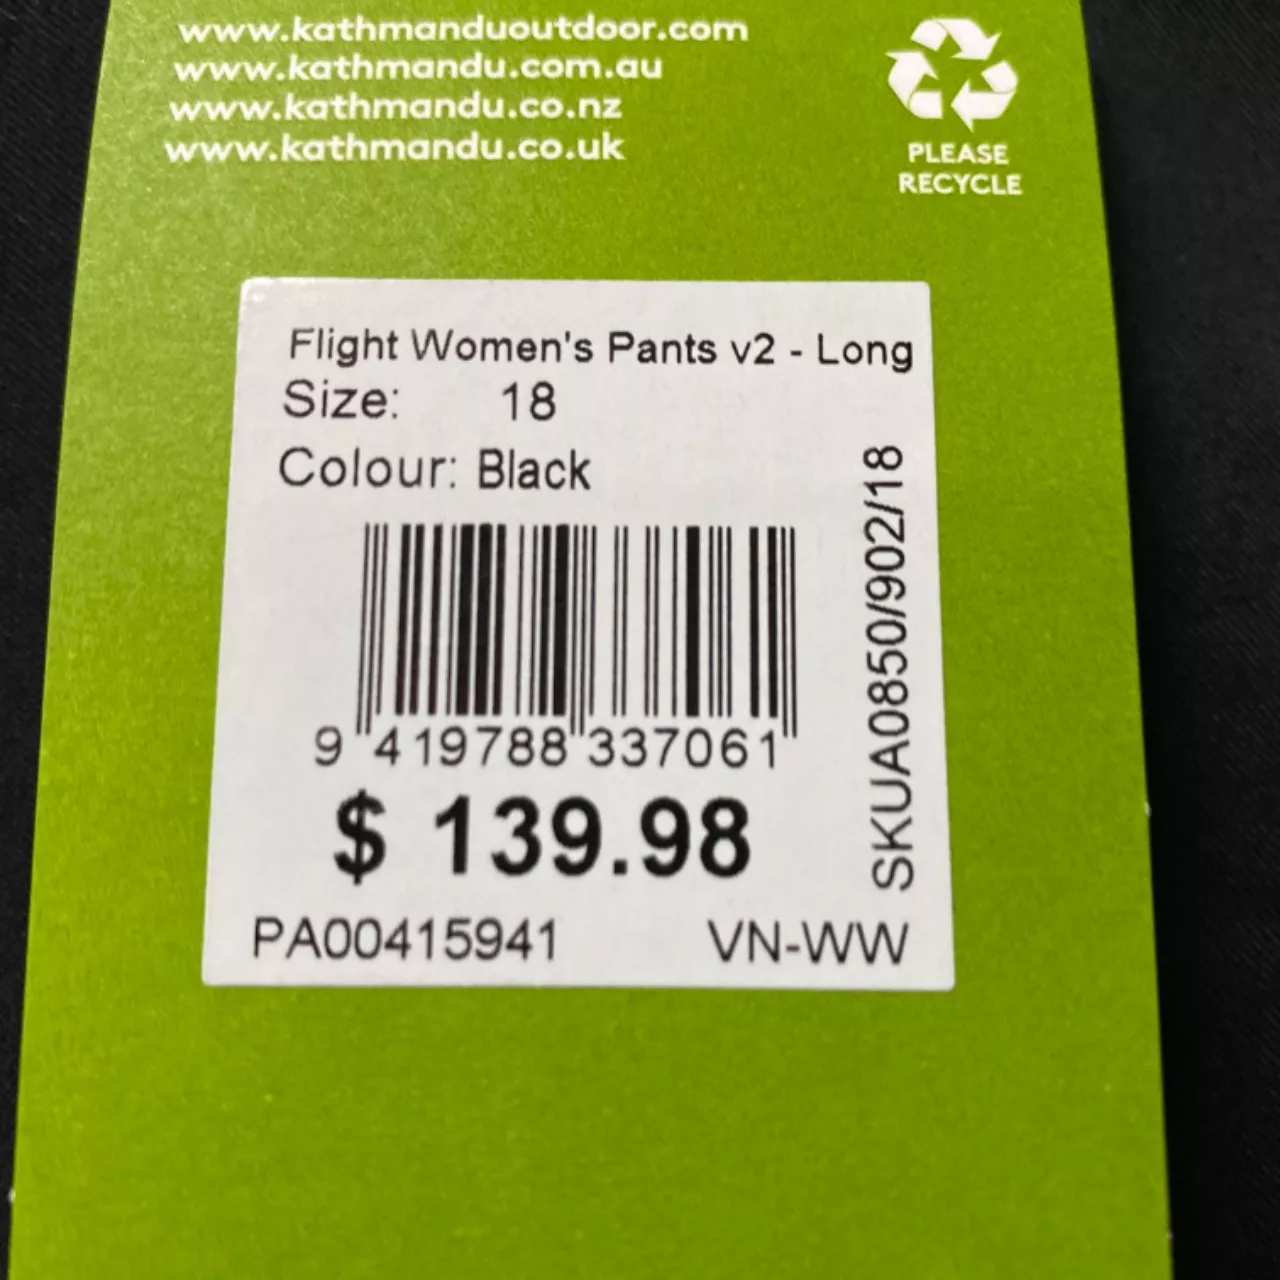 www.kathmanduoutdoor.com
www.kathmandu.com.au
www.kathmandu.co.nz
www.kathmandu.co.uk
PLEASE
RECYCLE
Flight Women's Pants v2 - Long
Size: 18
Colour: Black
SKUA0850/902/18
9 419788 337061
$ 139.98
PA00415941 VN-WW